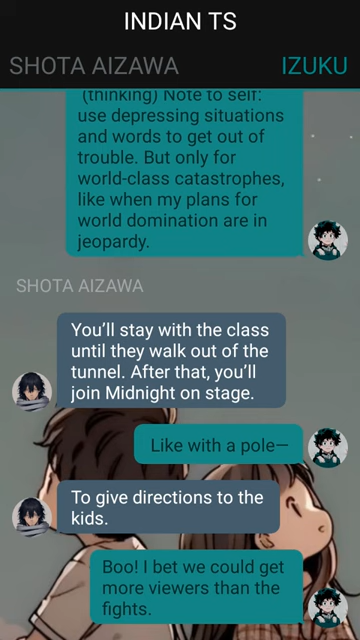 INDIAN TS
SHOTA AIZAWA IZUKU
(thinking) Note to self:
use depressing situations
and words to get out of
trouble. But only for
world-class catastrophes,
like when my plans for
world domination are in
jeopardy.
SHOTA AIZAWA
You’ll stay with the class
until they walk out of the
tunnel. After that, you’ll
join Midnight on stage.
Like with a pole—
To give directions to the
kids.
Boo! I bet we could get
more viewers than the
fights.